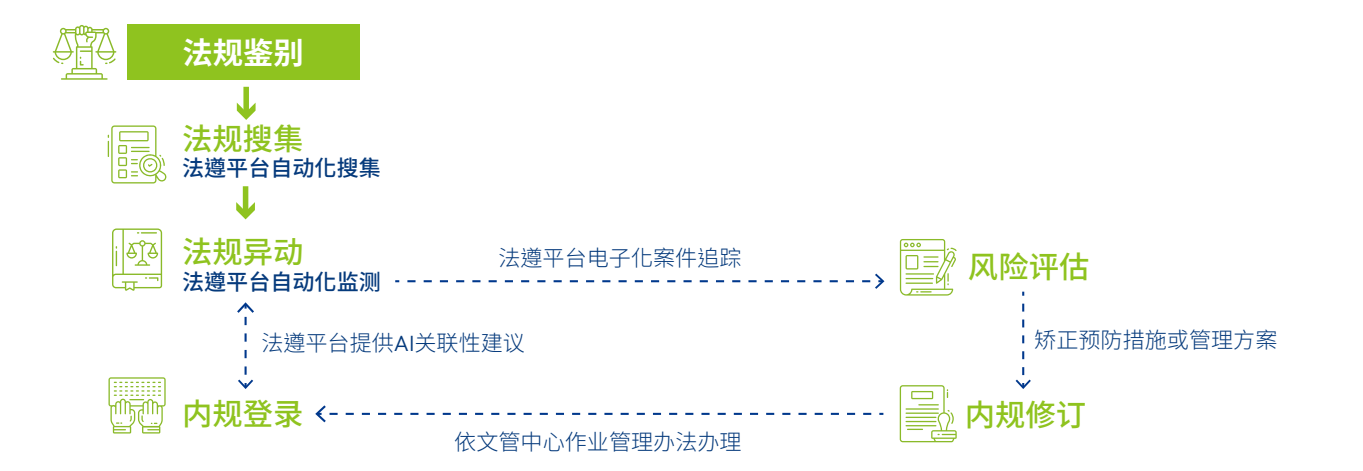 法规鉴别
法规搜集
法遵平台自动化搜集
法规异动
法遵平台自动化监测
法遵平台电子化案件追踪
风险评估
法遵平台提供AI关联性建议
矫正预防措施或管理方案
内规登录
内规修订
依文管中心作业管理办法办理